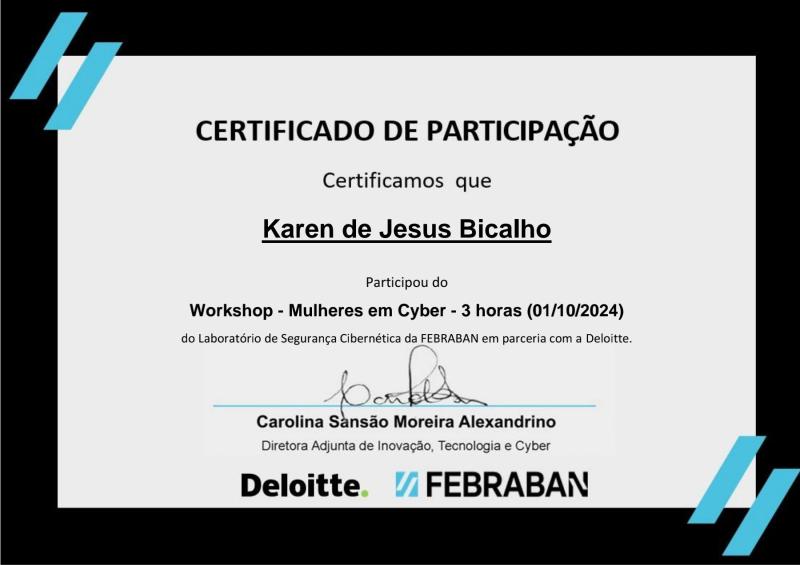 CERTIFICADO DE PARTICIPAÇÃO
Certificamos que
Karen de Jesus Bicalho
Participou do
Workshop - Mulheres em Cyber - 3 horas (01/10/2024)
do Laboratório de Segurança Cibernética da FEBRABAN em parceria com a Deloitte.
Carolina Sansão Moreira Alexandrino
Diretora Adjunta de Inovação, Tecnologia e Cyber
Deloitte. FEBRABAN